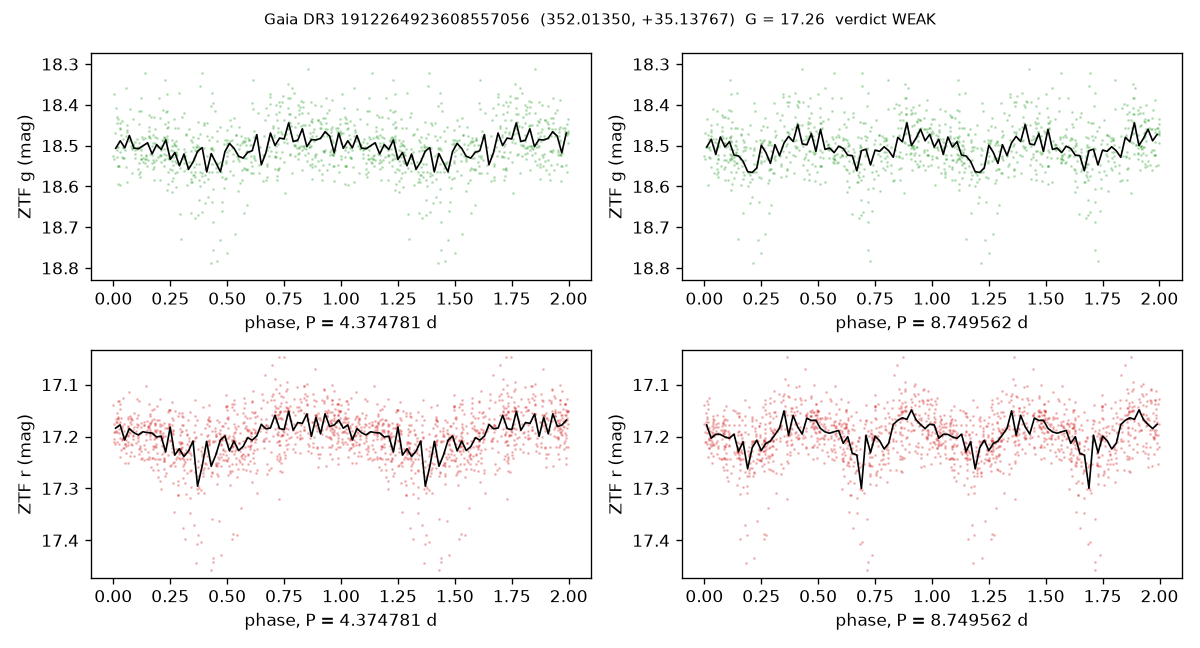 Gaia DR3 1912264923608557056  (352.01350, +35.13767)  G = 17.26  verdict WEAK
18.3
18.4
18.5
18.6
18.7
18.8
ZTF g (mag)
0.00 0.25 0.50 0.75 1.00 1.25 1.50 1.75 2.00
phase, P = 4.374781 d
18.3
18.4
18.5
18.6
18.7
18.8
ZTF g (mag)
0.00 0.25 0.50 0.75 1.00 1.25 1.50 1.75 2.00
phase, P = 8.749562 d
17.1
17.2
17.3
17.4
ZTF r (mag)
0.00 0.25 0.50 0.75 1.00 1.25 1.50 1.75 2.00
phase, P = 4.374781 d
17.1
17.2
17.3
17.4
ZTF r (mag)
0.00 0.25 0.50 0.75 1.00 1.25 1.50 1.75 2.00
phase, P = 8.749562 d